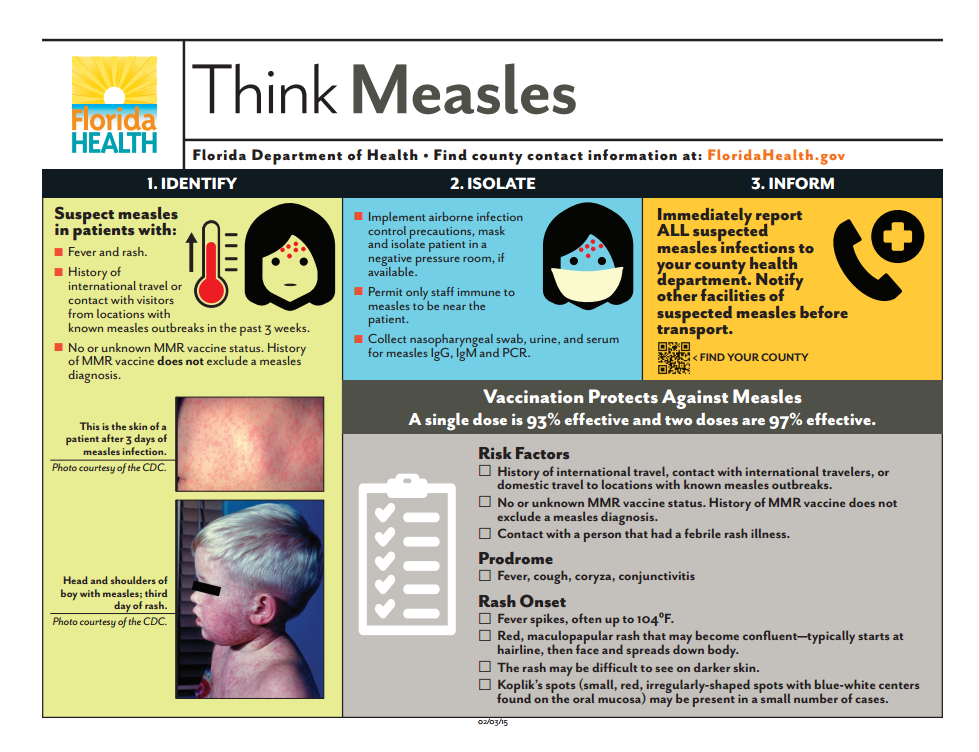 Florida
HEALTH
Think Measles
Florida Department of Health • Find county contact information at: FloridaHealth.gov
1. IDENTIFY
Suspect measles
in patients with:
Fever and rash.
History of
international travel or
contact with visitors
from locations with
known measles outbreaks in the past 3 weeks.
No or unknown MMR vaccine status. History
of MMR vaccine does not exclude a measles
diagnosis.
This is the skin of a
patient after 3 days of
measles infection.
Photo courtesy of the CDC.
Head and shoulders of
boy with measles; third
day of rash.
Photo courtesy of the CDC.
2. ISOLATE
Implement airborne infection
control precautions, mask
and isolate patient in a
negative pressure room, if
available.
Permit only staff immune to
measles to be near the
patient.
Collect nasopharyngeal swab, urine, and serum
for measles IgG, IgM and PCR.
3. INFORM
Immediately report
ALL suspected
measles infections to
your county health
department. Notify
other facilities of
suspected measles before
transport.
< FIND YOUR COUNTY
Vaccination Protects Against Measles
A single dose is 93% effective and two doses are 97% effective.
Risk Factors
☐ History of international travel, contact with international travelers, or
domestic travel to locations with known measles outbreaks.
☐ No or unknown MMR vaccine status. History of MMR vaccine does not
exclude a measles diagnosis.
☐ Contact with a person that had a febrile rash illness.
Prodrome
☐ Fever, cough, coryza, conjunctivitis
Rash Onset
☐ Fever spikes, often up to 104°F.
☐ Red, maculopapular rash that may become confluent—typically starts at
hairline, then face and spreads down body.
☐ The rash may be difficult to see on darker skin.
☐ Koplik's spots (small, red, irregularly-shaped spots with blue-white centers
found on the oral mucosa) may be present in a small number of cases.
02/03/15